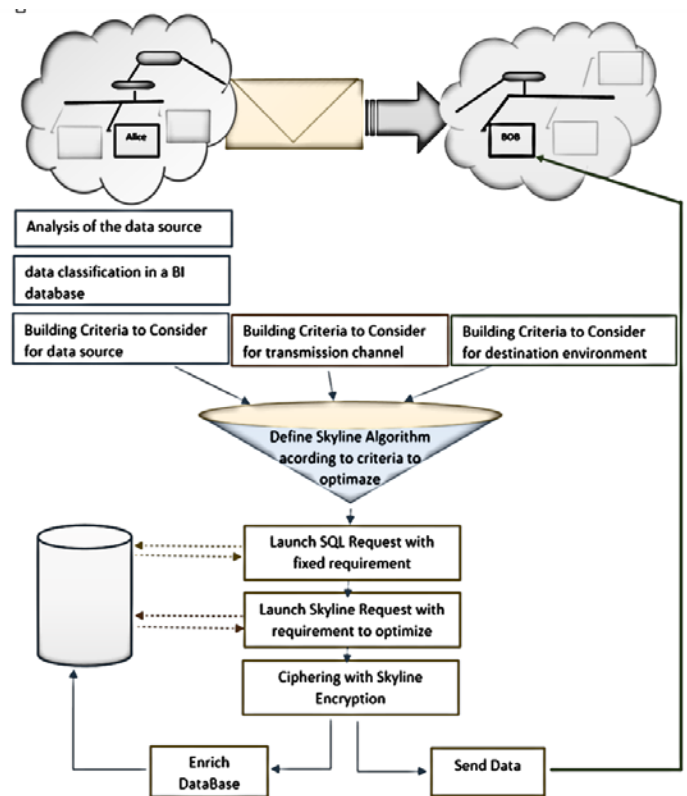 Alice
BOB
Analysis of the data source
data classification in a BI
database
Building Criteria to Consider
for data source
Building Criteria to Consider
for transmission channel
Building Criteria to Consider
for destination environment
Define Skyline Algorithm
acording to criteria to
optimaze
Launch SQL Request with
fixed requirement
Launch Skyline Request with
requirement to optimize
Ciphering with Skyline
Encryption
Enrich
DataBase
Send Data